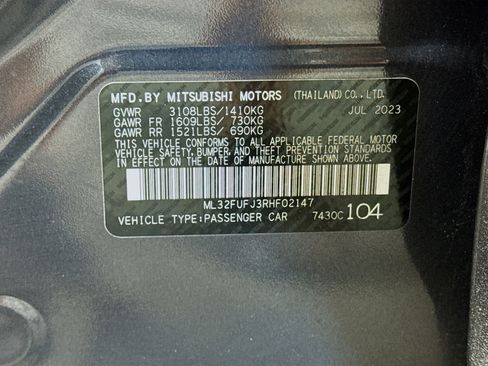 MFD.BY MITSUBISHI MOTORS (THAILAND) CO., LTD.
GVWR 3108LBS/1410KG JUL 2023
GAWR FR 1609LBS/ 730KG
GAWR RR 1521LBS/ 690KG
THIS VEHICLE CONFORMS TO ALL APPLICABLE FEDERAL MOTOR
VEHICLE SAFETY, BUMPER, AND THEFT PREVENTION STANDARDS
IN EFFECT ON THE DATE OF MANUFACTURE SHOWN ABOVE.
ML32FUFJ3RHF02147
VEHICLE TYPE:PASSENGER CAR 7430C 104